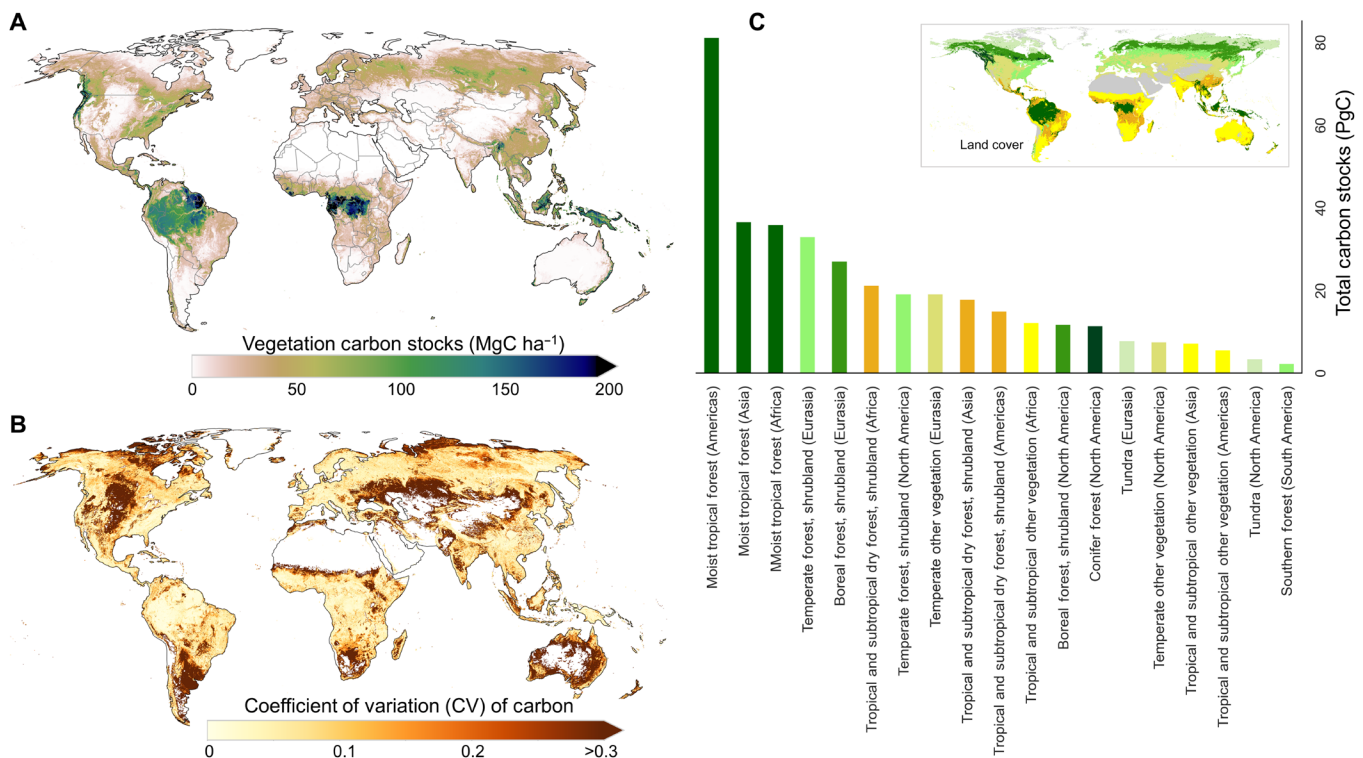 A
Vegetation carbon stocks (MgC ha⁻¹)
0 50 100 150 200
B
Coefficient of variation (CV) of carbon
0 0.1 0.2 >0.3
C
Land cover
80
60
40
20
0
Total carbon stocks (PgC)
Moist tropical forest (Americas)
Moist tropical forest (Asia)
NMoist tropical forest (Africa)
Temperate forest, shrubland (Eurasia)
Boreal forest, shrubland (Eurasia)
Tropical and subtropical dry forest, shrubland (Africa)
Temperate forest, shrubland (North America)
Temperate other vegetation (Eurasia)
Tropical and subtropical dry forest, shrubland (Asia)
Tropical and subtropical dry forest, shrubland (Americas)
Tropical and subtropical other vegetation (Africa)
Boreal forest, shrubland (North America)
Conifer forest (North America)
Tundra (Eurasia)
Temperate other vegetation (North America)
Tropical and subtropical other vegetation (Asia)
Tropical and subtropical other vegetation (Americas)
Tundra (North America)
Southern forest (South America)